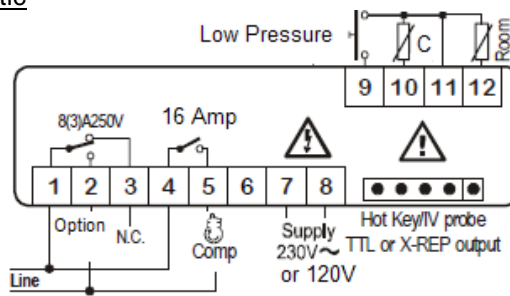 tio
Low Pressure
C
Room
9 10 11 12
8(3)A250V
16 Amp
1 2 3 4 5 6 7 8
Option
N.C.
Comp
Supply
230V~
or 120V
Hot Key/IV probe
TTL or X-REP output
Line